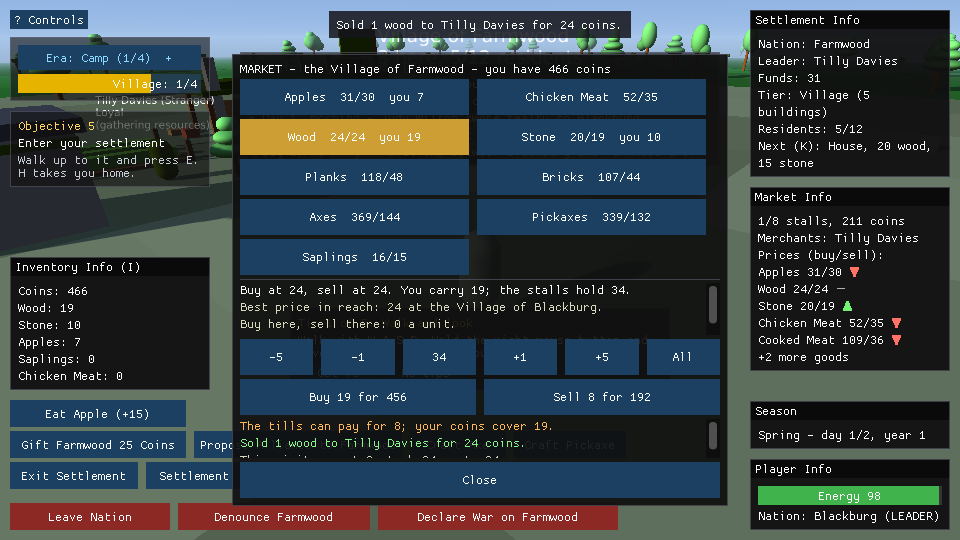 ? Controls
Sold 1 wood to Tilly Davies for 24 coins.
Era: Camp (1/4) +
Village: 1/4
Tilly Davies (Stranger)
Loyal
(gathering resources)
Objective 5
Enter your settlement
Walk up to it and press E.
H takes you home.
Inventory Info (I)
Coins: 466
Wood: 19
Stone: 10
Apples: 7
Saplings: 0
Chicken Meat: 0
Eat Apple (+15)
Gift Farmwood 25 Coins
Exit Settlement
Settlement
Leave Nation
Denounce Farmwood
Declare War on Farmwood
MARKET - the Village of Farmwood - you have 466 coins
Apples 31/30 you 7
Chicken Meat 52/35
Wood 24/24 you 19
Stone 20/19 you 10
Planks 118/48
Bricks 107/44
Axes 369/144
Pickaxes 339/132
Saplings 16/15
Buy at 24, sell at 24. You carry 19; the stalls hold 34.
Best price in reach: 24 at the Village of Blackburg.
Buy here, sell there: 0 a unit.
-5
-1
34
+1
+5
All
Buy 19 for 456
Sell 8 for 192
The tills can pay for 8; your coins cover 19.
Sold 1 wood to Tilly Davies for 24 coins.
Close
Settlement Info
Nation: Farmwood
Leader: Tilly Davies
Funds: 31
Tier: Village (5
buildings)
Residents: 5/12
Next (K): House, 20 wood,
15 stone
Market Info
1/8 stalls, 211 coins
Merchants: Tilly Davies
Prices (buy/sell):
Apples 31/30
Wood 24/24 —
Stone 20/19
Chicken Meat 52/35
Cooked Meat 109/36
+2 more goods
Season
Spring - day 1/2, year 1
Player Info
Energy 98
Nation: Blackburg (LEADER)